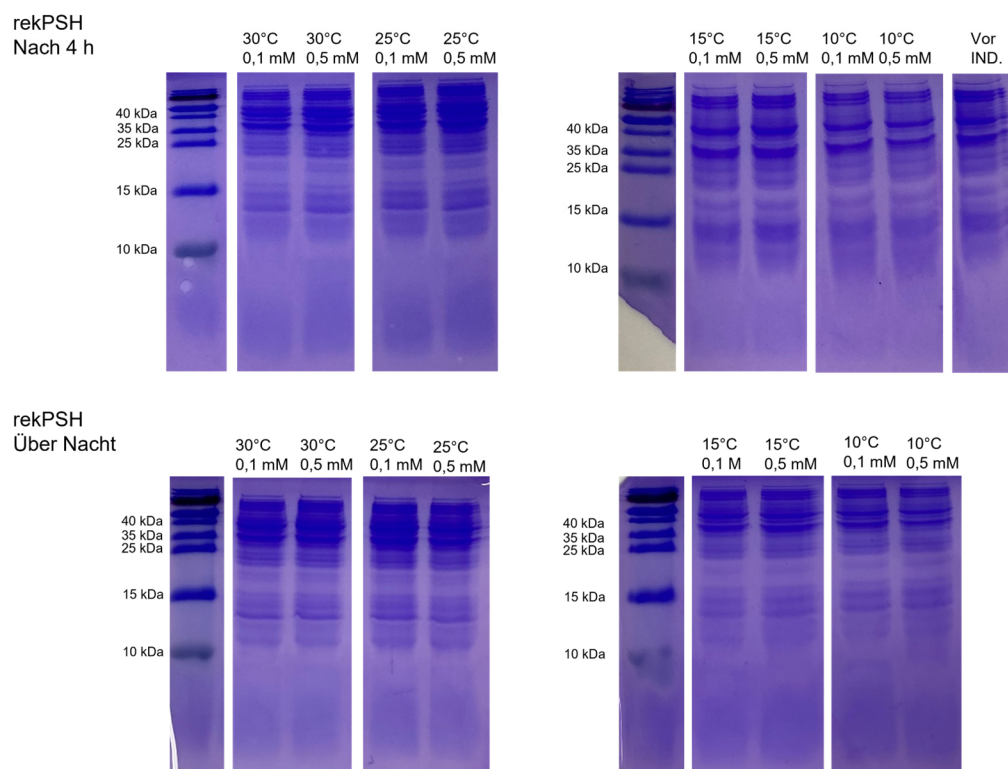 rekPSH
Nach 4 h
30°C 30°C 25°C 25°C
0,1 mM 0,5 mM 0,1 mM 0,5 mM
40 kDa
35 kDa
25 kDa
15 kDa
10 kDa
15°C 15°C 10°C 10°C Vor
0,1 mM 0,5 mM 0,1 mM 0,5 mM IND.
40 kDa
35 kDa
25 kDa
15 kDa
10 kDa
rekPSH
Über Nacht
30°C 30°C 25°C 25°C
0,1 mM 0,5 mM 0,1 mM 0,5 mM
40 kDa
35 kDa
25 kDa
15 kDa
10 kDa
15°C 15°C 10°C 10°C
0,1 M 0,5 mM 0,1 mM 0,5 mM
40 kDa
35 kDa
25 kDa
15 kDa
10 kDa